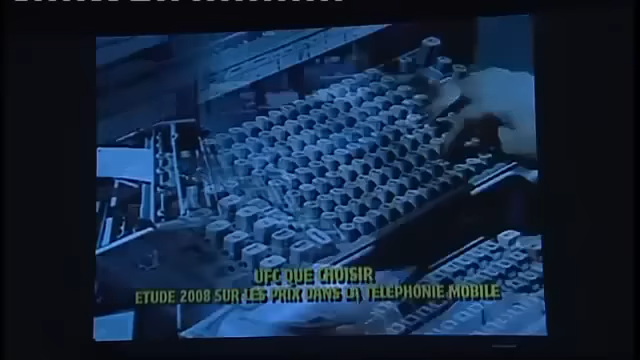 UFC QUE CHOISIR
ETUDE 2008 SUR LES PRIX DANS LA TELEPHONIE MOBILE